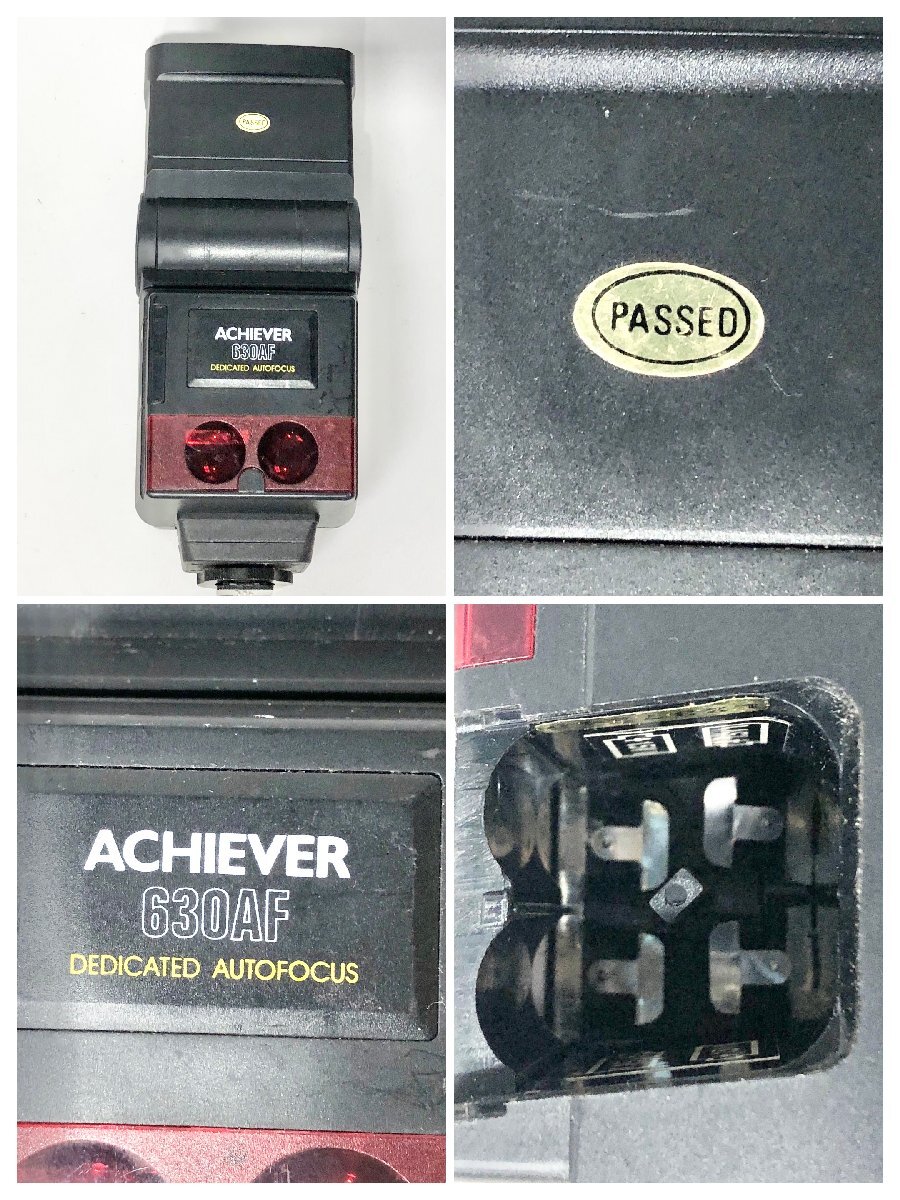 PASSED
ACHIEVER
630AF
DEDICATED AUTOFOCUS
PASSED
ACHIEVER
630AF
DEDICATED AUTOFOCUS